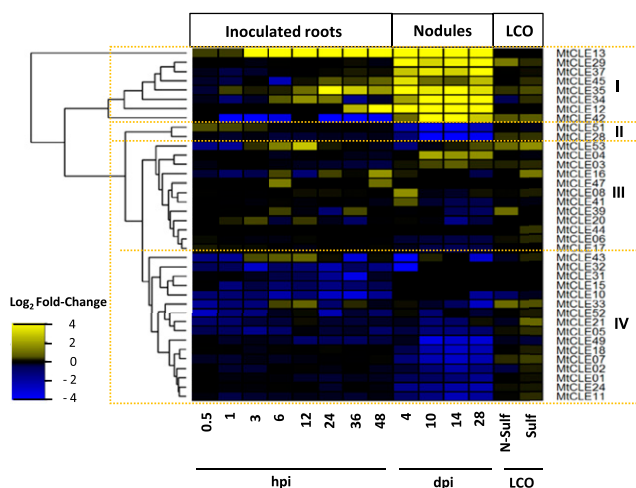 Inoculated roots Nodules LCO
MtCLE13
MtCLE29
MtCLE37
MtCLE45
MtCLE35
MtCLE34
MtCLE12
MtCLE42
I
MtCLE51
MtCLE28
II
MtCLE53
MtCLE04
MtCLE03
MtCLE16
MtCLE47
MtCLE08
MtCLE41
MtCLE39
MtCLE20
MtCLE44
MtCLE06
MtCLE17
III
MtCLE43
MtCLE32
MtCLE31
MtCLE15
MtCLE10
MtCLE33
MtCLE52
MtCLE21
MtCLE05
MtCLE49
MtCLE18
MtCLE07
MtCLE02
MtCLE01
MtCLE24
MtCLE11
IV
Log2 Fold-Change
4
2
0
- 2
- 4
0.5 1 3 6 12 24 36 48 4 10 14 28 N-Sulf Sulf
hpi dpi LCO